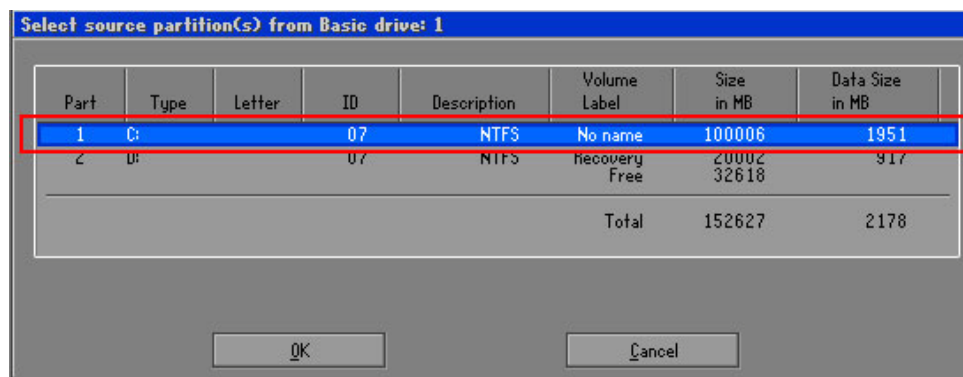 Select source partition(s) from Basic drive: 1
Part Type Letter ID Description Volume Label Size in MB Data Size in MB
1 C: 07 NTFS No name 100006 1951
2 D: 07 NTFS Recovery 20002 917
Free 32618
Total 152627 2178
OK Cancel